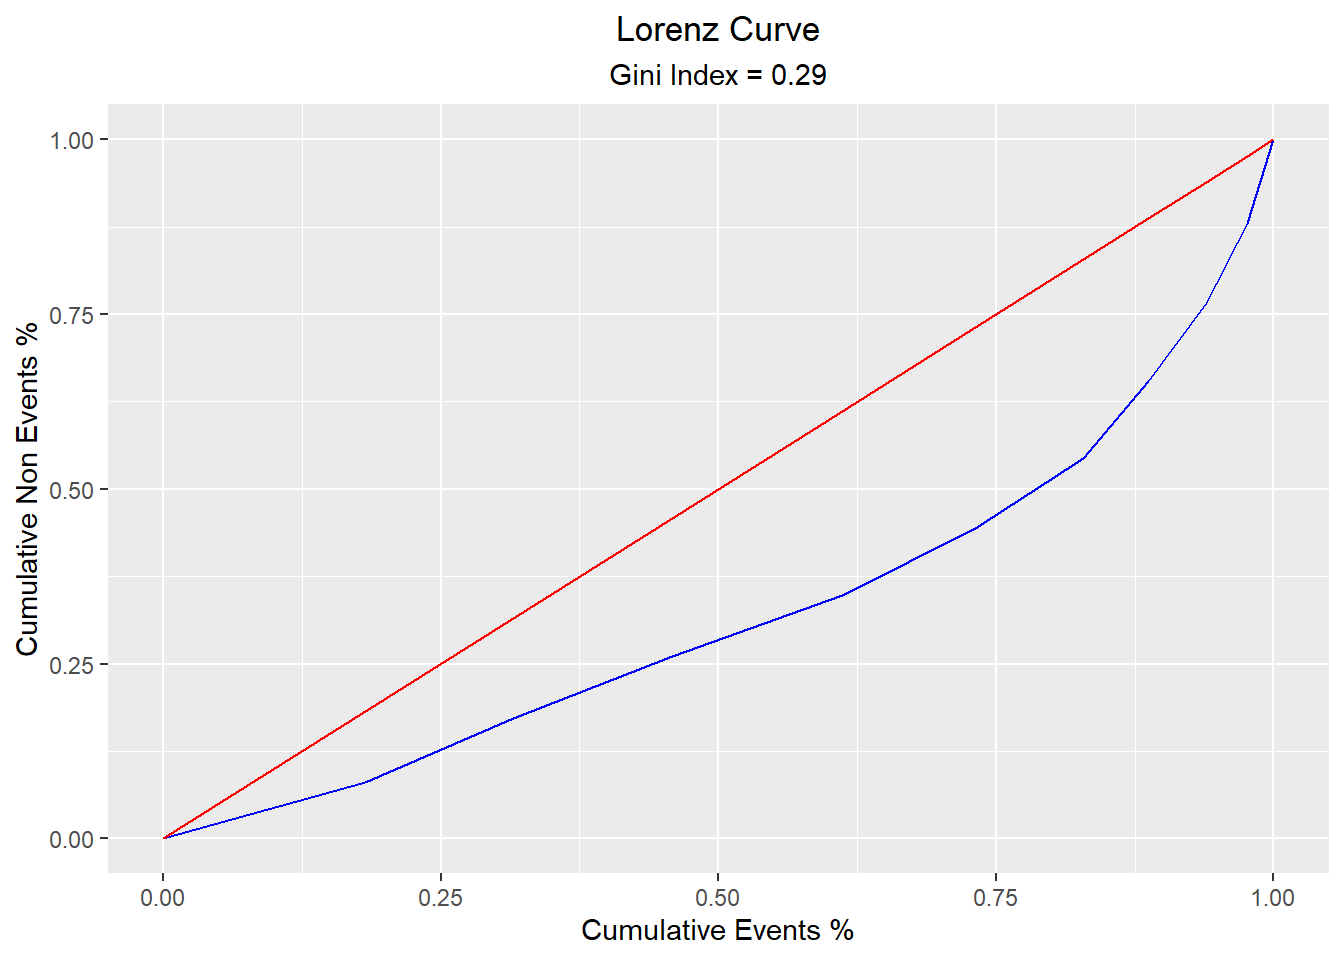 Lorenz Curve
Gini Index = 0.29
Cumulative Non Events %
1.00
0.75
0.50
0.25
0.00
0.00 0.25 0.50 0.75 1.00
Cumulative Events %